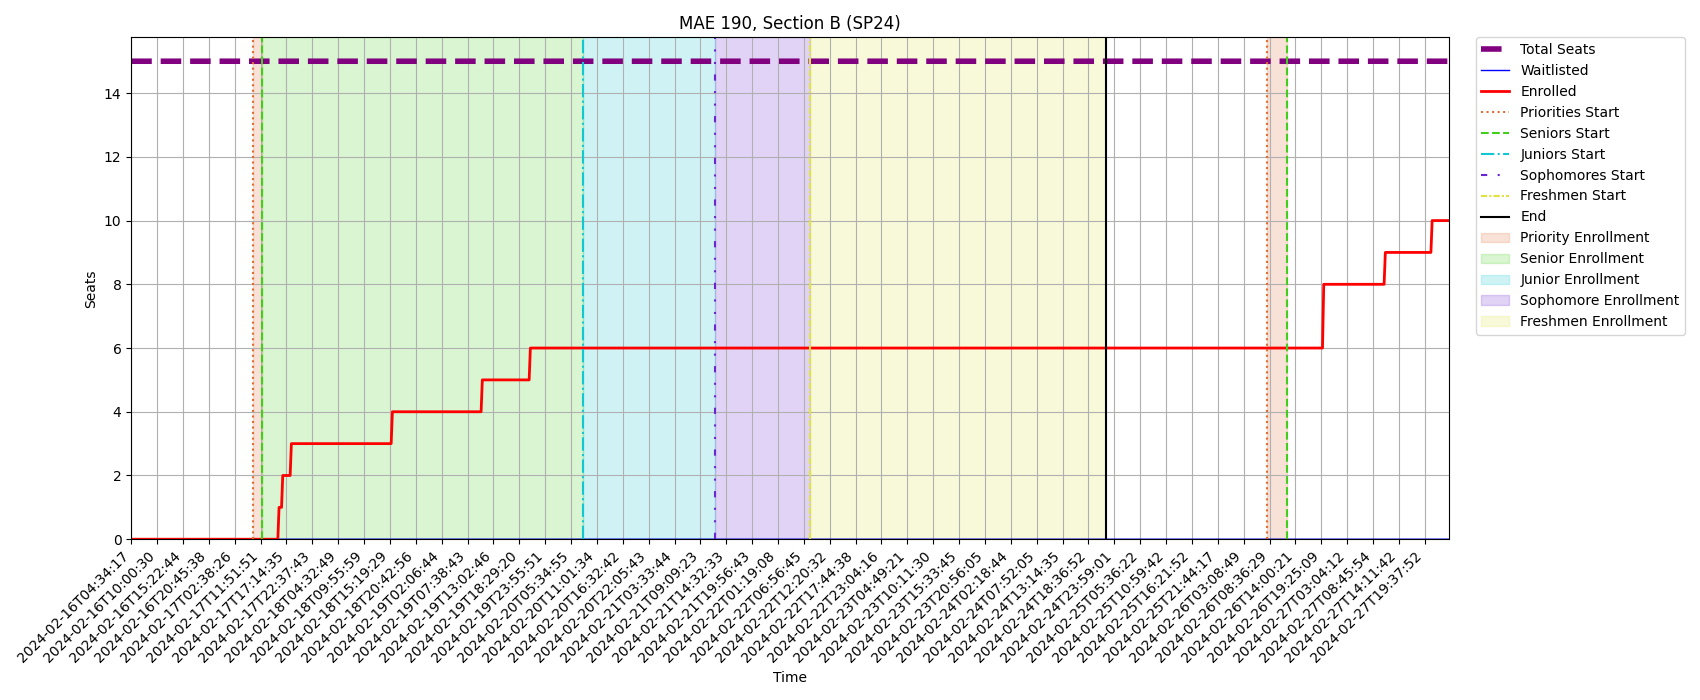 MAE 190, Section B (SP24)
Seats
14
12
10
8
6
4
2
0
2024-02-16T04:34:17
2024-02-16T10:00:30
2024-02-16T15:22:44
2024-02-16T20:45:38
2024-02-17T02:38:26
2024-02-17T11:51:51
2024-02-17T17:14:35
2024-02-17T22:37:43
2024-02-18T04:32:49
2024-02-18T09:55:59
2024-02-18T15:19:29
2024-02-18T20:42:56
2024-02-19T02:06:44
2024-02-19T07:38:43
2024-02-19T13:02:46
2024-02-19T18:29:20
2024-02-19T23:55:51
2024-02-20T05:34:55
2024-02-20T11:01:34
2024-02-20T16:32:42
2024-02-20T22:05:43
2024-02-21T03:33:44
2024-02-21T09:09:23
2024-02-21T14:32:33
2024-02-21T19:56:43
2024-02-22T01:19:08
2024-02-22T06:56:45
2024-02-22T12:20:32
2024-02-22T17:44:38
2024-02-22T23:04:16
2024-02-23T04:49:21
2024-02-23T10:11:30
2024-02-23T15:33:45
2024-02-23T20:56:05
2024-02-24T02:18:44
2024-02-24T07:52:05
2024-02-24T13:14:35
2024-02-24T18:36:52
2024-02-24T23:59:01
2024-02-25T05:36:22
2024-02-25T10:59:42
2024-02-25T16:21:52
2024-02-25T21:44:17
2024-02-26T03:08:49
2024-02-26T08:36:29
2024-02-26T14:00:21
2024-02-26T19:25:09
2024-02-27T03:04:12
2024-02-27T08:45:54
2024-02-27T14:11:42
2024-02-27T19:37:52
Time
Total Seats
Waitlisted
Enrolled
Priorities Start
Seniors Start
Juniors Start
Sophomores Start
Freshmen Start
End
Priority Enrollment
Senior Enrollment
Junior Enrollment
Sophomore Enrollment
Freshmen Enrollment